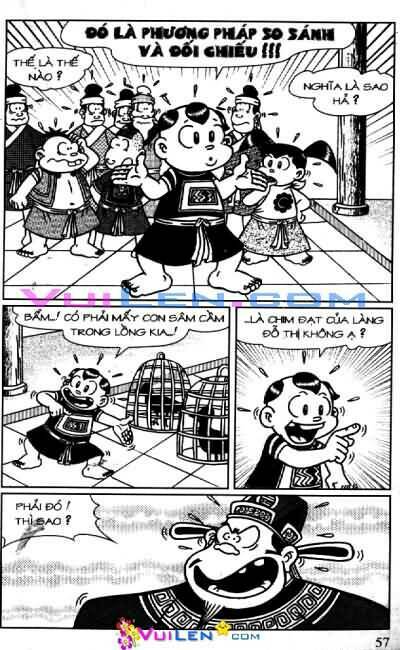 ĐÓ LÀ PHƯƠNG PHÁP SO SÁNH
VÀ ĐỐI CHIẾU !!!
THẾ LÀ THẾ
NÀO ?
NGHĨA LÀ SAO
HẢ ?
VUILEN.COM
BẨM..! CÓ PHẢI MẤY CON SÂM CẦM
TRONG LỒNG KIA..!
..LÀ CHIM ĐẠT CỦA LÀNG
ĐỖ THỊ KHÔNG Ạ ?
PHẢI ĐÓ !
THÌ SAO ?
57
VUILEN.COM